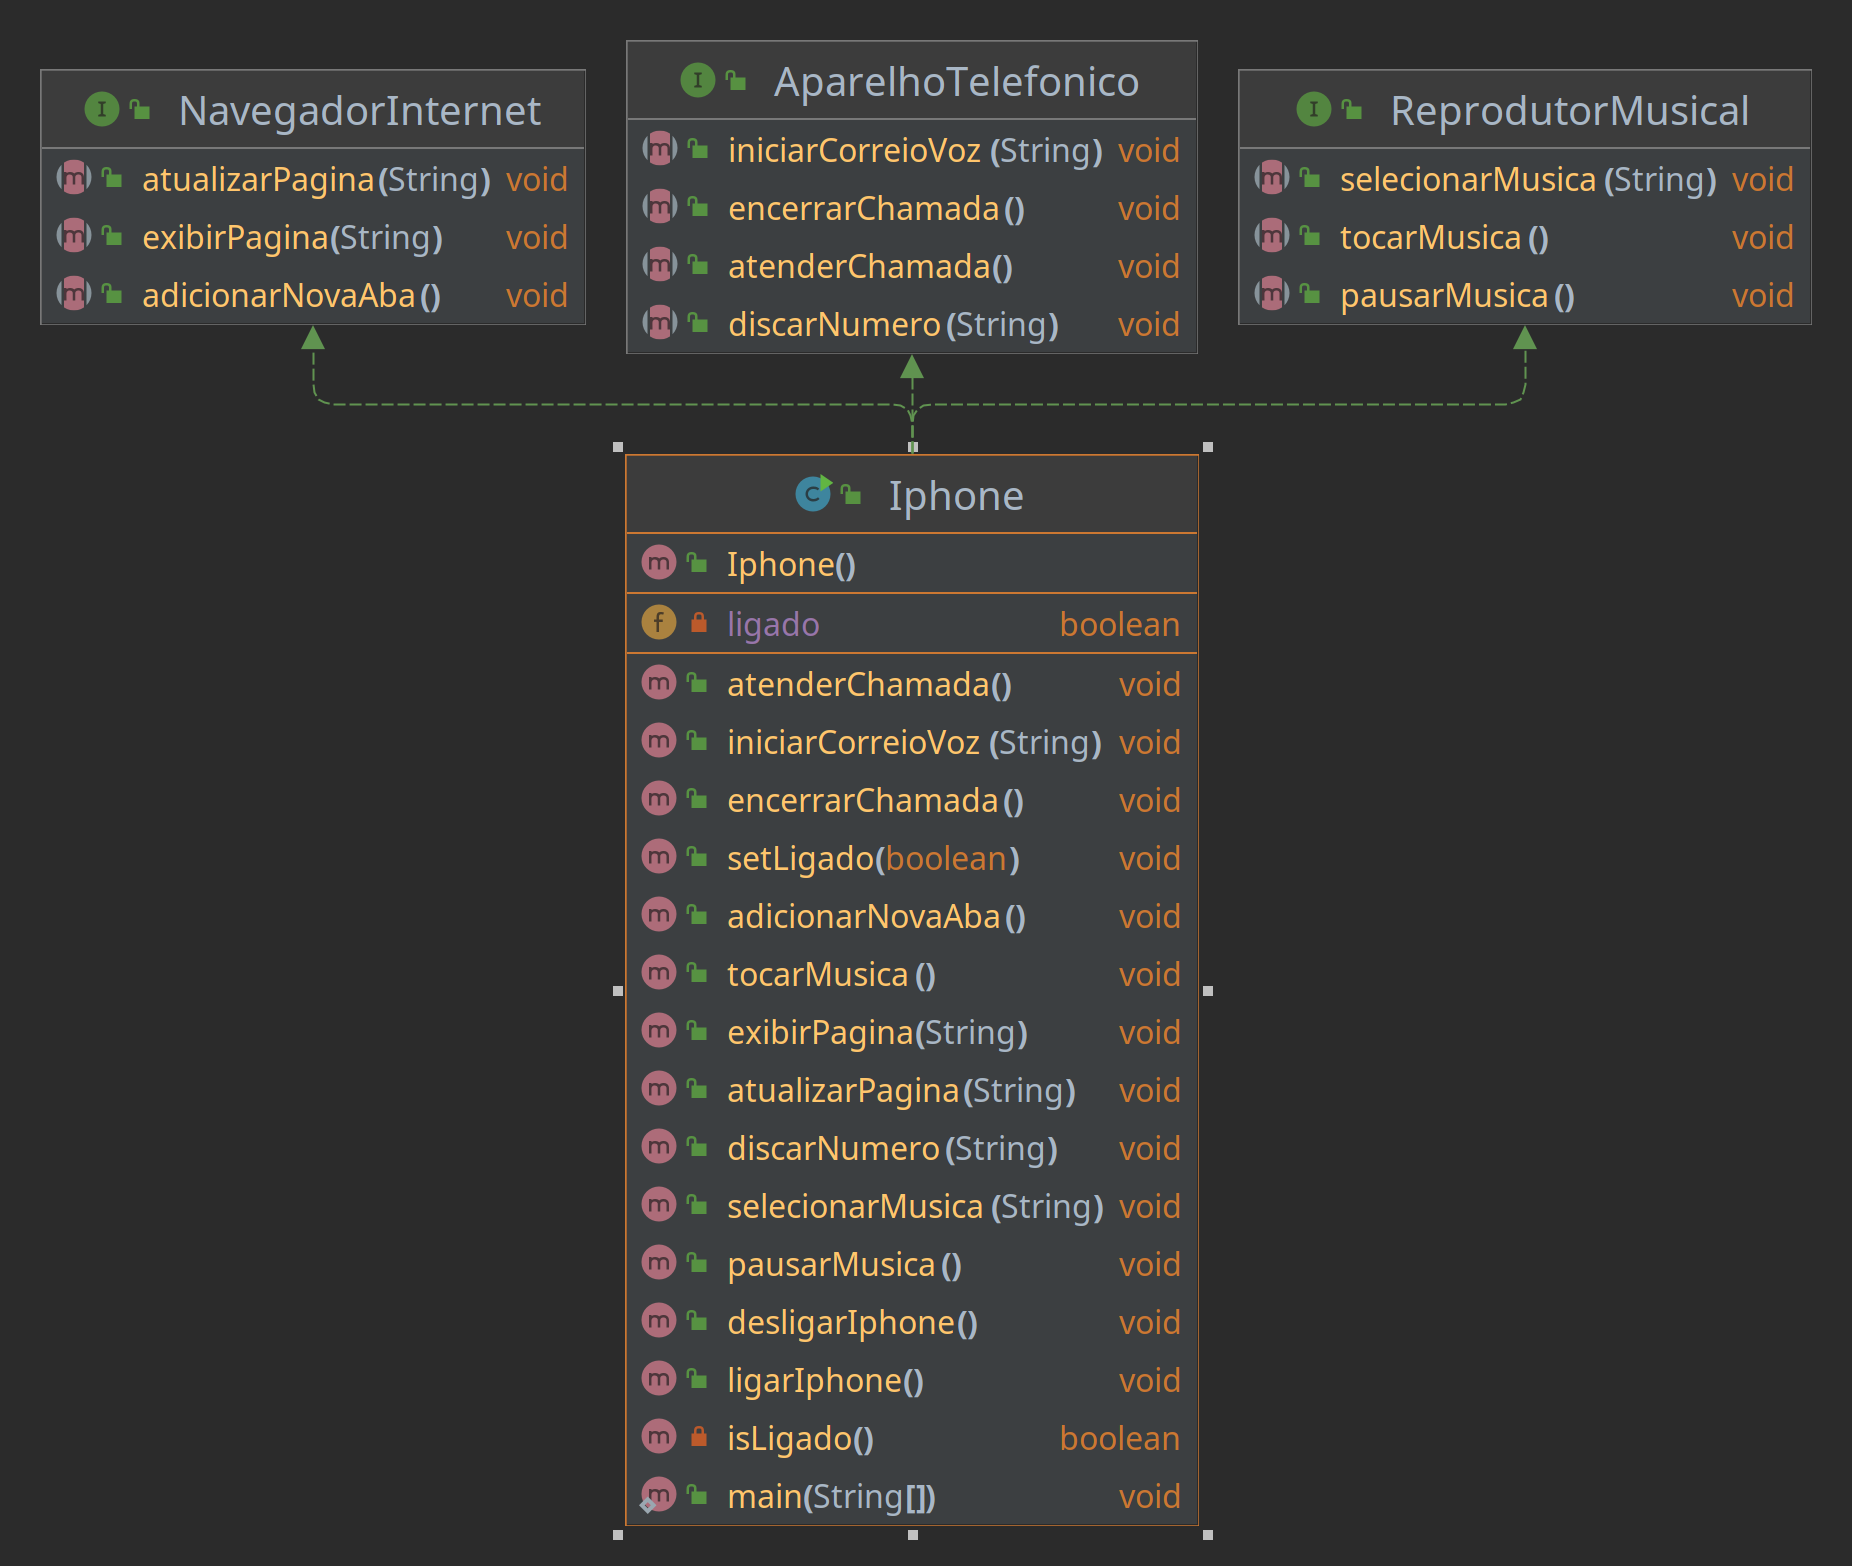 NavegadorInternet
atualizarPagina(String) void
exibirPagina(String) void
adicionarNovaAba() void
AparelhoTelefonico
iniciarCorreioVoz (String) void
encerrarChamada() void
atenderChamada() void
discarNumero(String) void
ReprodutorMusical
selecionarMusica (String) void
tocarMusica () void
pausarMusica () void
Iphone
Iphone()
ligado boolean
atenderChamada() void
iniciarCorreioVoz (String) void
encerrarChamada() void
setLigado(boolean) void
adicionarNovaAba() void
tocarMusica () void
exibirPagina(String) void
atualizarPagina(String) void
discarNumero(String) void
selecionarMusica (String) void
pausarMusica () void
desligarIphone() void
ligarIphone() void
isLigado() boolean
main(String[]) void